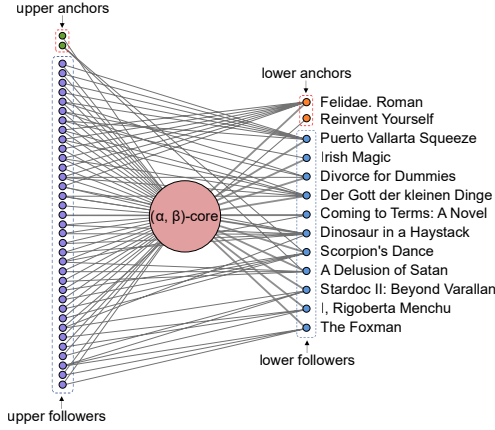 upper anchors
lower anchors
Felidae. Roman
Reinvent Yourself
Puerto Vallarta Squeeze
Irish Magic
Divorce for Dummies
Der Gott der kleinen Dinge
(α, β)-core
Coming to Terms: A Novel
Dinosaur in a Haystack
Scorpion's Dance
A Delusion of Satan
Stardoc II: Beyond Varallan
I, Rigoberta Menchu
The Foxman
lower followers
upper followers